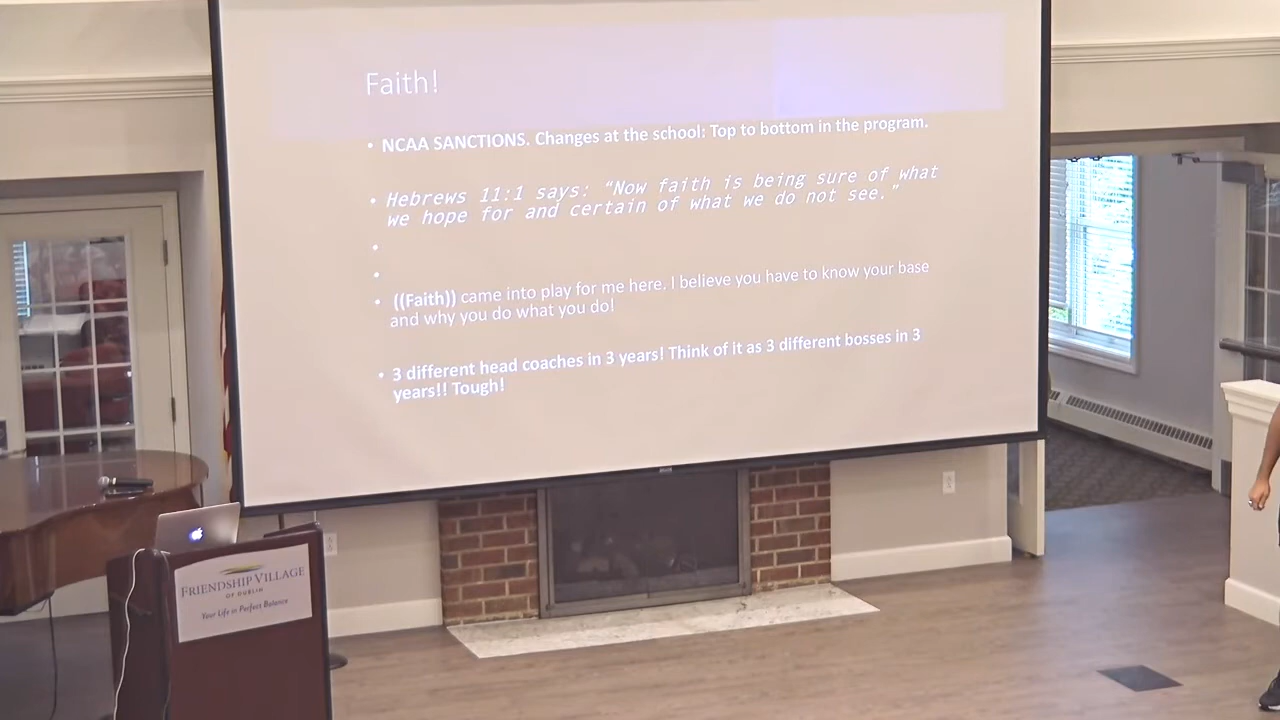 Faith!
• NCAA SANCTIONS. Changes at the school: Top to bottom in the program.
• Hebrews 11:1 says: “Now faith is being sure of what
we hope for and certain of what we do not see.”
•
•
• ((Faith)) came into play for me here. I believe you have to know your base
and why you do what you do!
• 3 different head coaches in 3 years! Think of it as 3 different bosses in 3
years!! Tough!
FRIENDSHIP VILLAGE
OF DUBLIN
Your Life in Perfect Balance